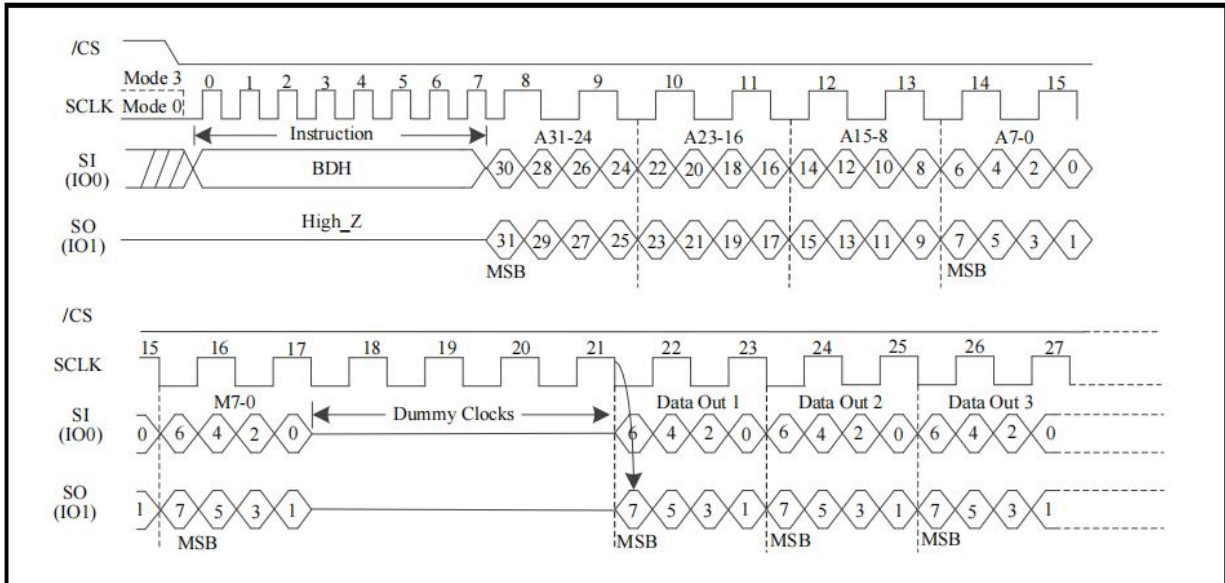 /CS
Mode 3 0 1 2 3 4 5 6 7 8 9 10 11 12 13 14 15
SCLK Mode 0
Instruction A31-24 A23-16 A15-8 A7-0
SI
(IO0) BDH 30 28 26 24 22 20 18 16 14 12 10 8 6 4 2 0
High_Z
SO
(IO1) 31 29 27 25 23 21 19 17 15 13 11 9 7 5 3 1
MSB MSB
/CS
15 16 17 18 19 20 21 22 23 24 25 26 27
SCLK
M7-0 Dummy Clocks Data Out 1 Data Out 2 Data Out 3
SI
(IO0) 0 6 4 2 0 6 4 2 0 6 4 2 0 6 4 2 0
SO
(IO1) 1 7 5 3 1 7 5 3 1 7 5 3 1 7 5 3 1
MSB MSB MSB MSB